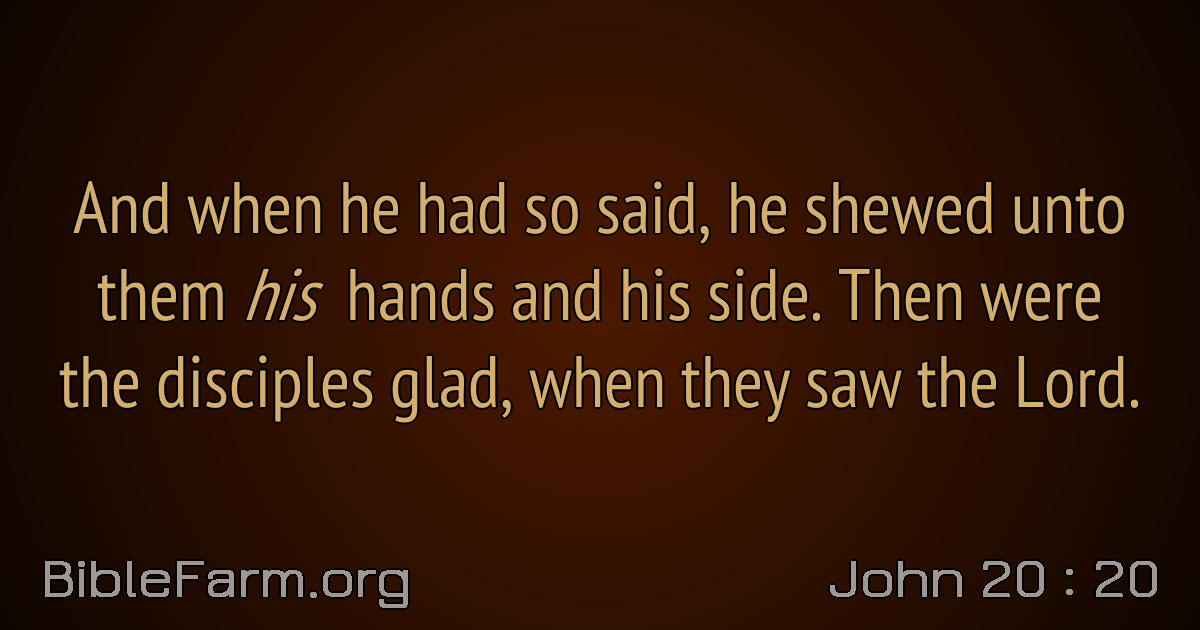 And when he had so said, he shewed unto
them his hands and his side. Then were
the disciples glad, when they saw the Lord.
BibleFarm.org
John 20 : 20